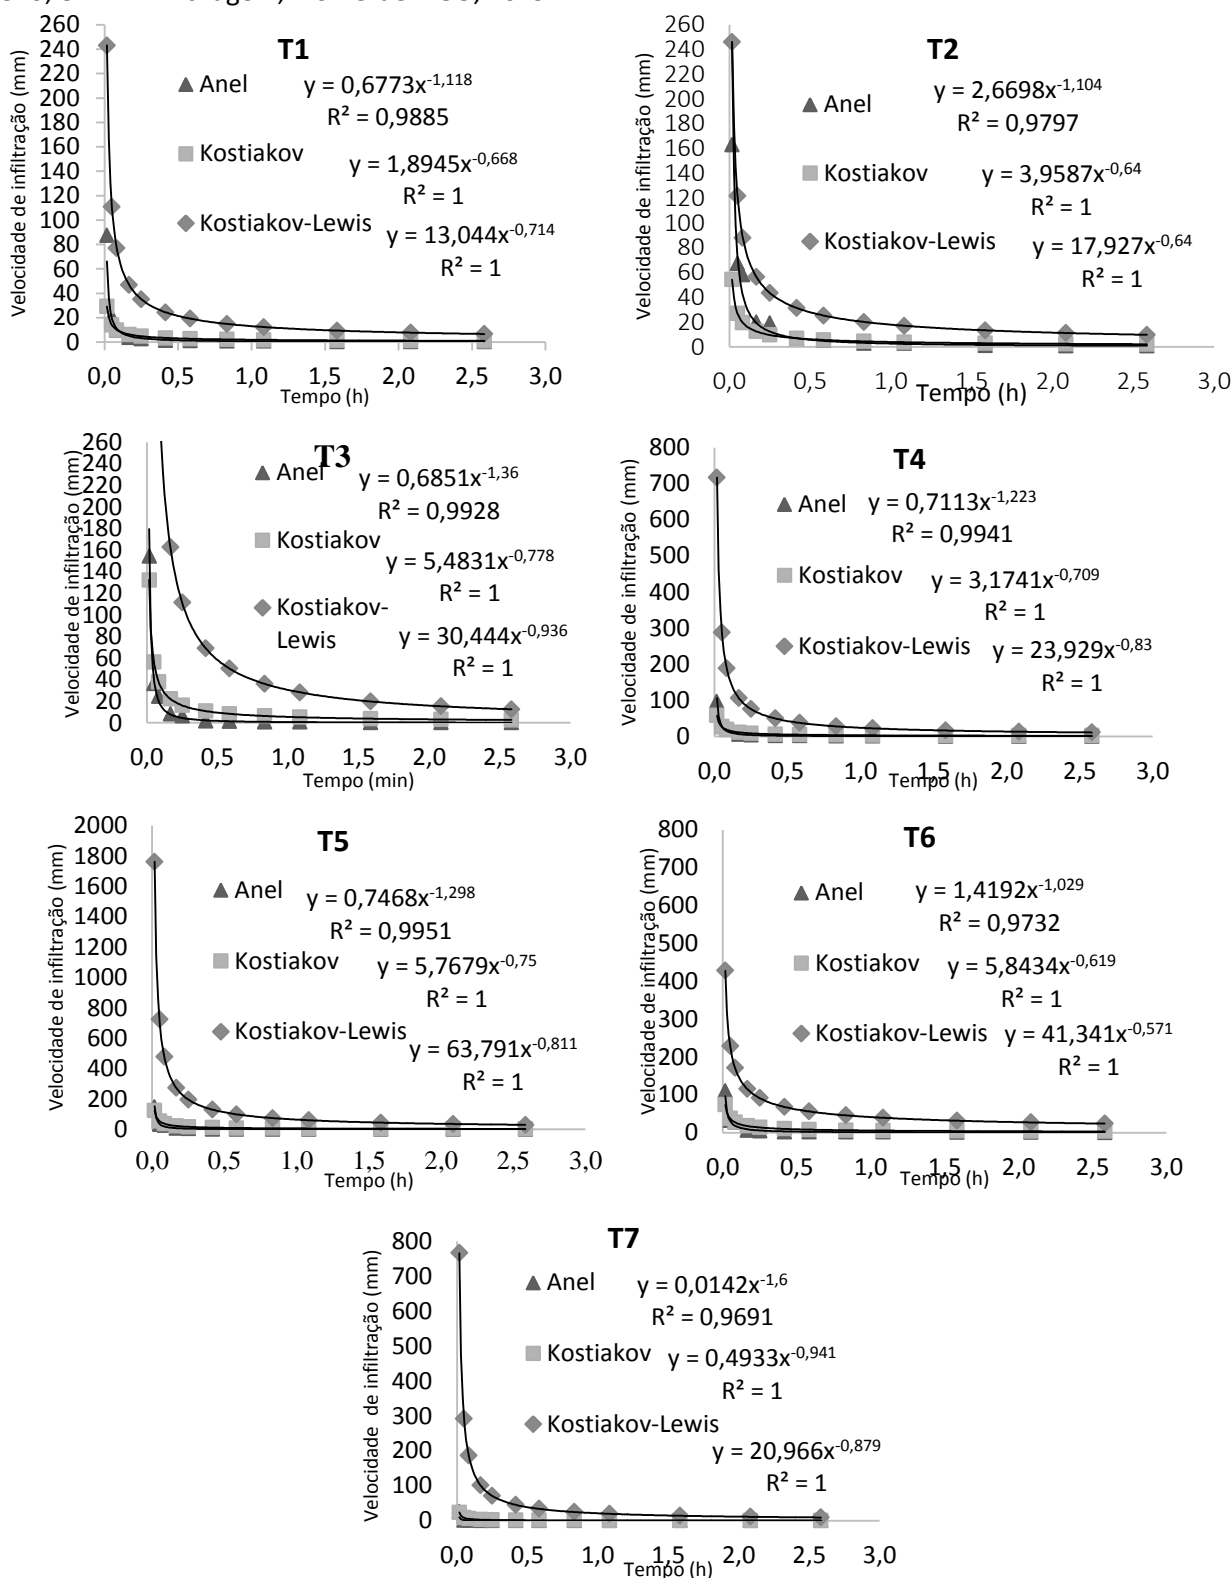 T1
Velocidade de infiltração (mm)
260
240
220
200
180
160
140
120
100
80
60
40
20
0
Anel
y = 0,6773x-1,118
R² = 0,9885
Kostiakov
y = 1,8945x-0,668
R² = 1
Kostiakov-Lewis
y = 13,044x-0,714
R² = 1
0,0 0,5 1,0 1,5 2,0 2,5 3,0
Tempo (h)
T2
Velocidade de infiltração (mm)
260
240
220
200
180
160
140
120
100
80
60
40
20
0
Anel
y = 2,6698x-1,104
R² = 0,9797
Kostiakov
y = 3,9587x-0,64
R² = 1
Kostiakov-Lewis
y = 17,927x-0,64
R² = 1
0,0 0,5 1,0 1,5 2,0 2,5 3,0
Tempo (h)
T3
Velocidade de infiltração (mm)
260
240
220
200
180
160
140
120
100
80
60
40
20
0
Anel
y = 0,6851x-1,36
R² = 0,9928
Kostiakov
y = 5,4831x-0,778
R² = 1
Kostiakov-
Lewis
y = 30,444x-0,936
R² = 1
0,0 0,5 1,0 1,5 2,0 2,5 3,0
Tempo (min)
T4
Velocidade de infiltração (mm)
800
700
600
500
400
300
200
100
0
Anel
y = 0,7113x-1,223
R² = 0,9941
Kostiakov
y = 3,1741x-0,709
R² = 1
Kostiakov-Lewis
y = 23,929x-0,83
R² = 1
0,0 0,5 1,0 1,5 2,0 2,5 3,0
Tempo (h)
T5
Velocidade de infiltração (mm)
2000
1800
1600
1400
1200
1000
800
600
400
200
0
Anel
y = 0,7468x-1,298
R² = 0,9951
Kostiakov
y = 5,7679x-0,75
R² = 1
Kostiakov-Lewis
y = 63,791x-0,811
R² = 1
0,0 0,5 1,0 1,5 2,0 2,5 3,0
Tempo (h)
T6
Velocidade de infiltração (mm)
800
700
600
500
400
300
200
100
0
Anel
y = 1,4192x-1,029
R² = 0,9732
Kostiakov
y = 5,8434x-0,619
R² = 1
Kostiakov-Lewis
y = 41,341x-0,571
R² = 1
0,0 0,5 1,0 1,5 2,0 2,5 3,0
Tempo (h)
T7
Velocidade de infiltração (mm)
800
700
600
500
400
300
200
100
0
Anel
y = 0,0142x-1,6
R² = 0,9691
Kostiakov
y = 0,4933x-0,941
R² = 1
Kostiakov-Lewis
y = 20,966x-0,879
R² = 1
0,0 0,5 1,0 1,5 2,0 2,5 3,0
Tempo (h)